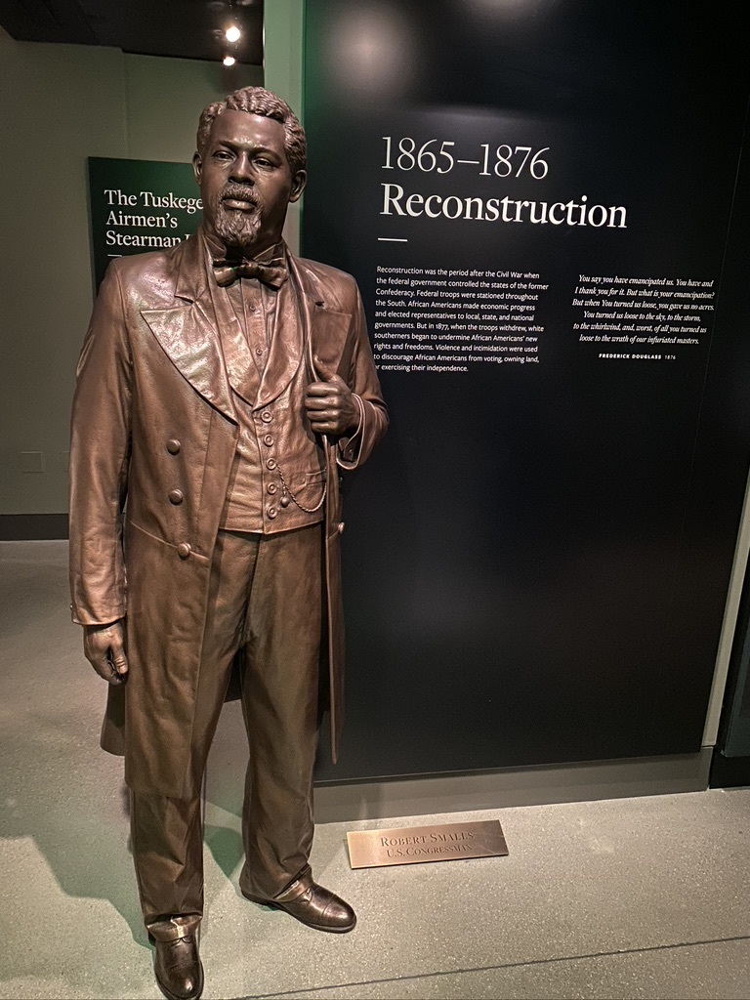 The Tuskege
Airmen's
Stearman
1865–1876
Reconstruction
Reconstruction was the period after the Civil War when
the federal government controlled the states of the former
Confederacy. Federal troops were stationed throughout
the South. African Americans made economic progress
and elected representatives to local, state, and national
governments. But in 1877, when the troops withdrew, white
southerners began to undermine African Americans' new
rights and freedoms. Violence and intimidation were used
to discourage African Americans from voting, owning land,
or exercising their independence.
You say you have emancipated us. You have and
I thank you for it. But what is your emancipation?
But when You turned us loose, you gave us no acres.
You turned us loose to the sky, to the storm,
to the whirlwind, and, worst, of all you turned us
loose to the wrath of our infuriated masters.
FREDERICK DOUGLASS 1876
ROBERT SMALLS
U.S. CONGRESSMAN